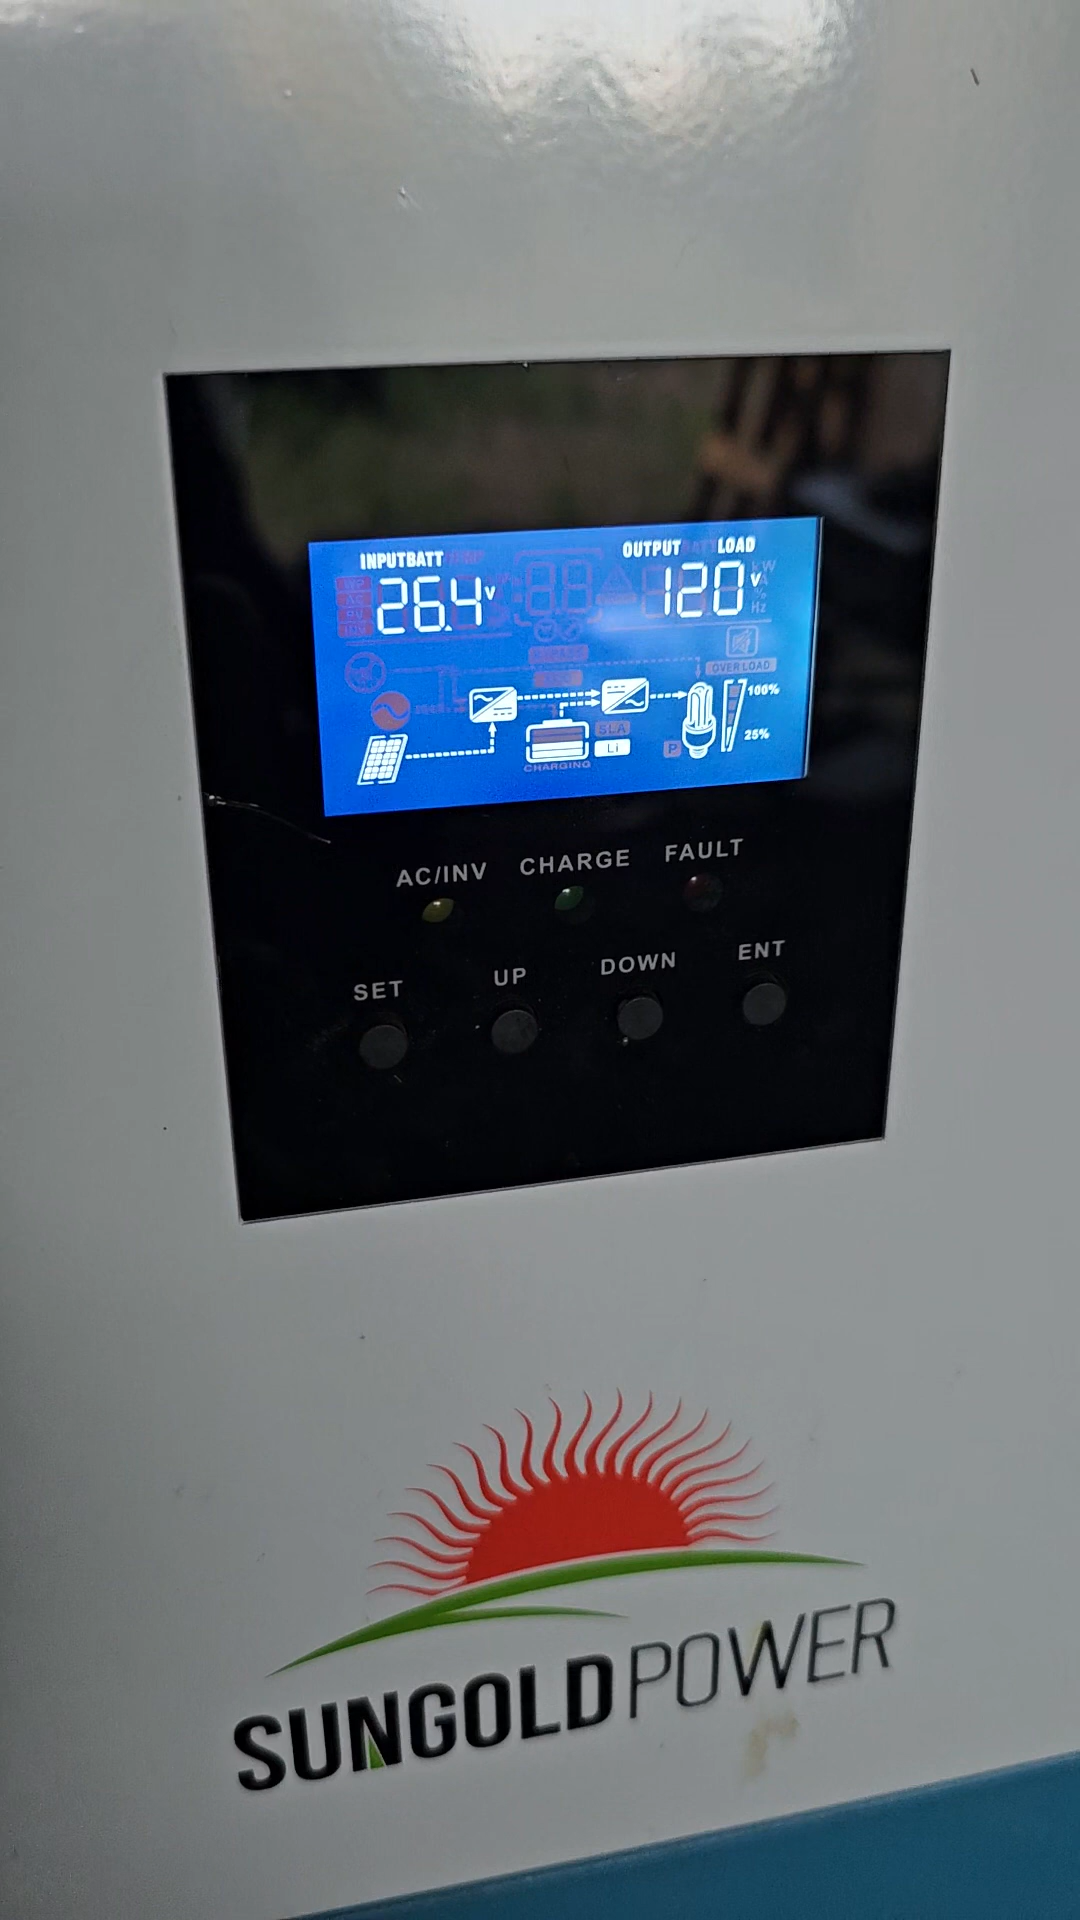 INPUTBATT
OUTPUT LOAD
26.4V
120V
OVER LOAD
100%
SLA
Li
P
25%
CHARGING
AC/INV CHARGE FAULT
SET UP DOWN ENT
SUNGOLDPOWER